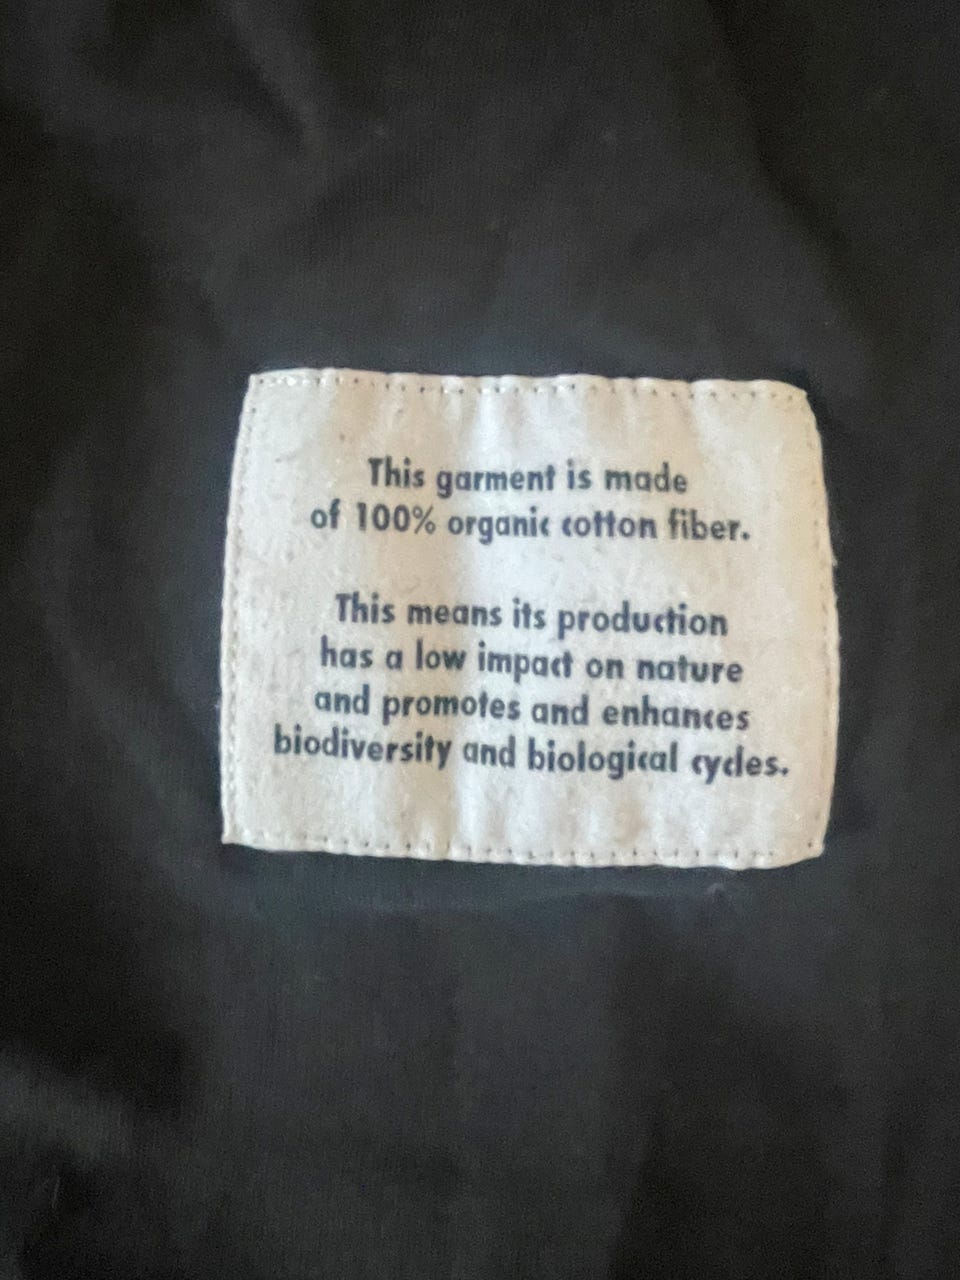 This garment is made
of 100% organic cotton fiber.
This means its production
has a low impact on nature
and promotes and enhances
biodiversity and biological cycles.